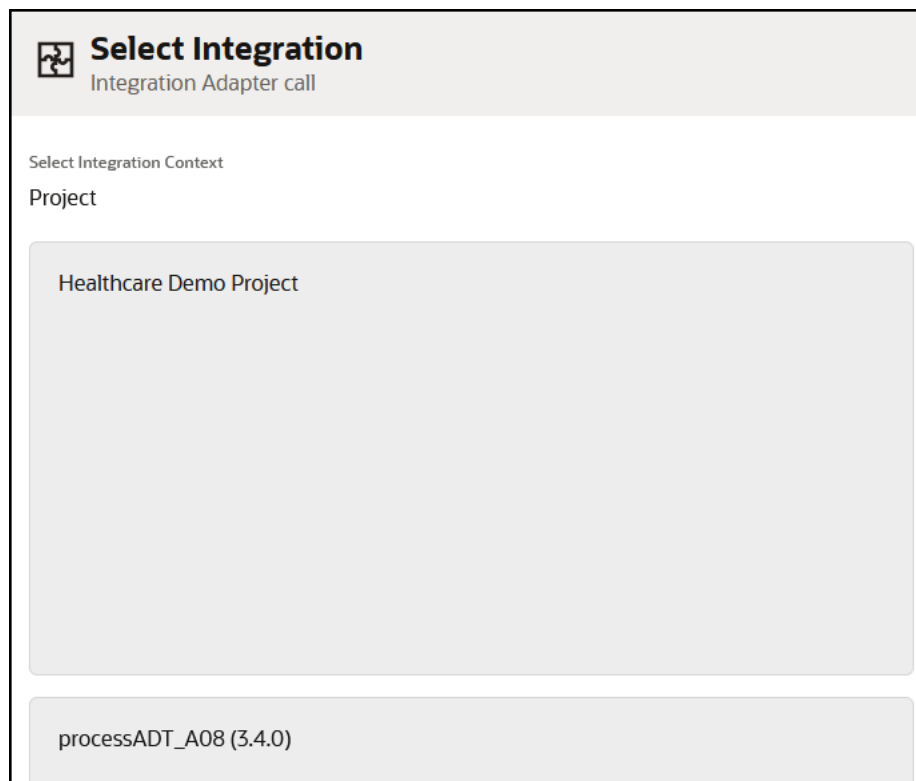 Select Integration
Integration Adapter call
Select Integration Context
Project
Healthcare Demo Project
processADT_A08 (3.4.0)